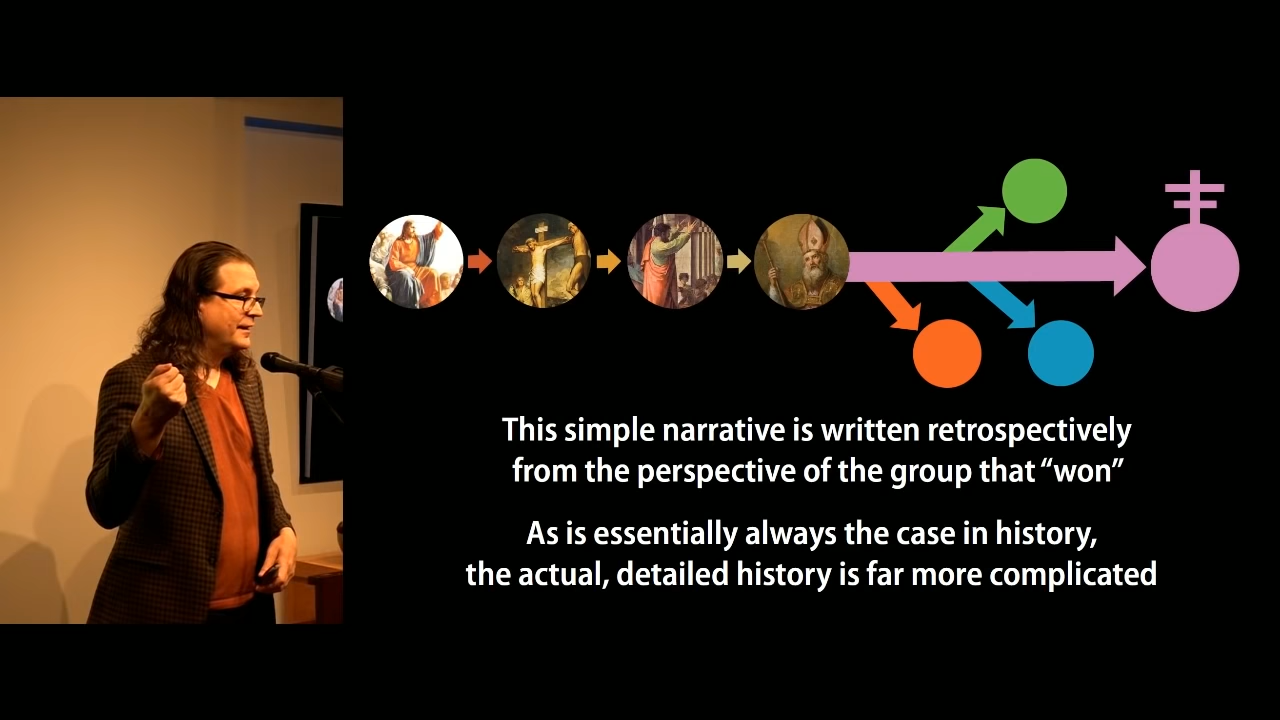 This simple narrative is written retrospectively
from the perspective of the group that “won”
As is essentially always the case in history,
the actual, detailed history is far more complicated